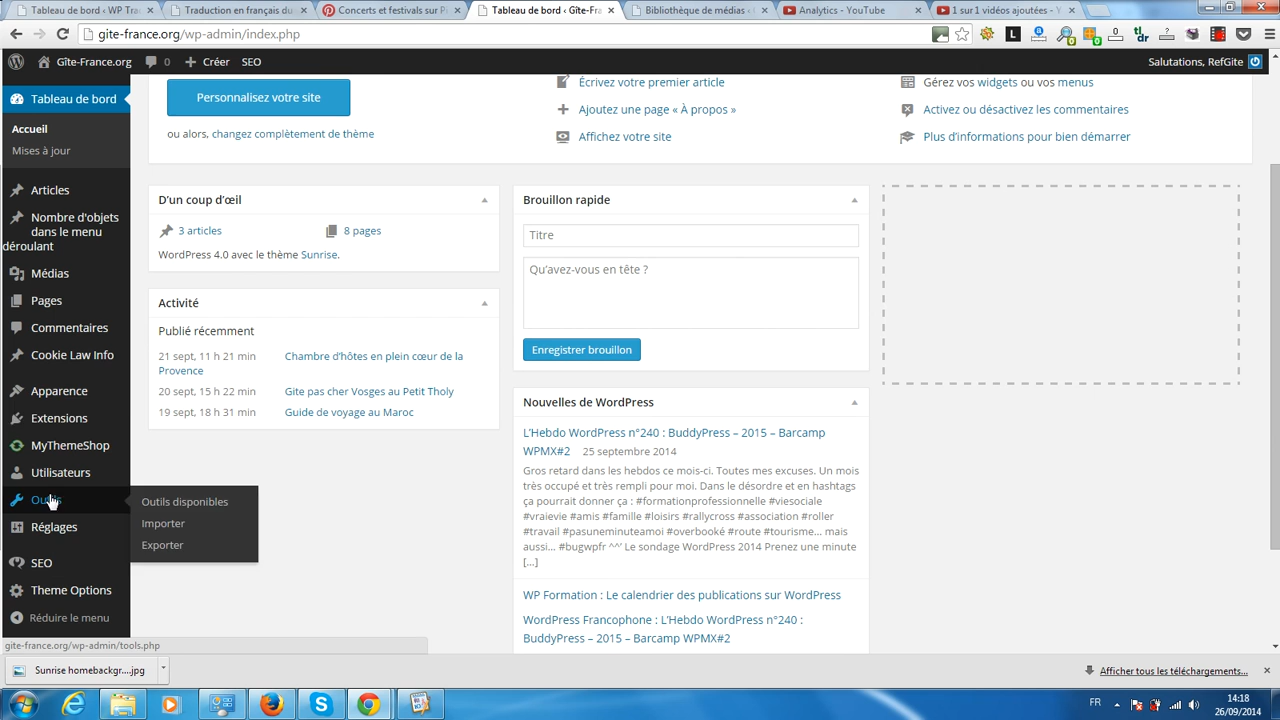 Tableau de bord ‹ WP Tra
Traduction en français du
Concerts et festivals sur P
Tableau de bord ‹ Gîte-Fra
Bibliothèque de médias ‹
Analytics - YouTube
1 sur 1 vidéos ajoutées - Y
gite-france.org/wp-admin/index.php
Gîte-France.org
0
Créer
SEO
Salutations, RefGite
Tableau de bord
Accueil
Mises à jour
Articles
Nombre d'objets
dans le menu
déroulant
Médias
Pages
Commentaires
Cookie Law Info
Apparence
Extensions
MyThemeShop
Utilisateurs
Outils
Outils disponibles
Importer
Exporter
Réglages
SEO
Theme Options
Réduire le menu
Personnalisez votre site
ou alors, changez complètement de thème
Écrivez votre premier article
Ajoutez une page « À propos »
Affichez votre site
Gérez vos widgets ou vos menus
Activez ou désactivez les commentaires
Plus d’informations pour bien démarrer
D’un coup d’œil
3 articles
8 pages
WordPress 4.0 avec le thème Sunrise.
Activité
Publié récemment
21 sept, 11 h 21 min Chambre d’hôtes en plein cœur de la
Provence
20 sept, 15 h 22 min Gite pas cher Vosges au Petit Tholy
19 sept, 18 h 31 min Guide de voyage au Maroc
Brouillon rapide
Titre
Qu’avez-vous en tête ?
Enregistrer brouillon
Nouvelles de WordPress
L’Hebdo WordPress n°240 : BuddyPress – 2015 – Barcamp
WPMX#2 25 septembre 2014
Gros retard dans les hebdos ce mois-ci. Toutes mes excuses. Un mois
très occupé et très rempli pour moi. Dans le désordre et en hashtags
ça pourrait donner ça : #formationprofessionnelle #viesociale
#vraievie #amis #famille #loisirs #rallycross #association #roller
#travail #pasuneminuteamoi #overbooké #route #tourisme… mais
aussi… #bugwpfr ^^’ Le sondage WordPress 2014 Prenez une minute
[…]
WP Formation : Le calendrier des publications sur WordPress
WordPress Francophone : L’Hebdo WordPress n°240 :
BuddyPress – 2015 – Barcamp WPMX#2
gite-france.org/wp-admin/tools.php
Sunrise homebackgr....jpg
Afficher tous les téléchargements...
FR
14:18
26/09/2014